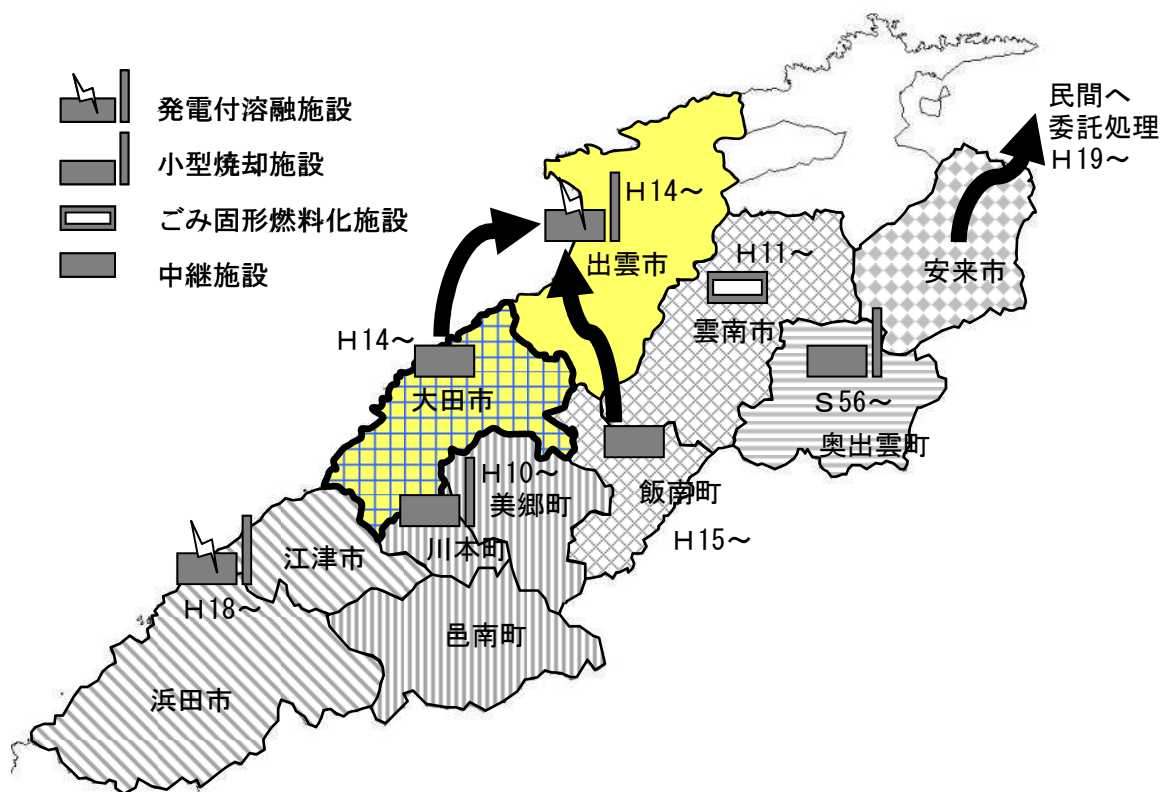 発電付溶融施設
小型焼却施設
ごみ固形燃料化施設
中継施設
民間へ
委託処理
H19～
H14～
出雲市
H11～
雲南市
安来市
H14～
大田市
S56～
奥出雲町
H10～
美郷町
飯南町
H15～
川本町
江津市
H18～
邑南町
浜田市